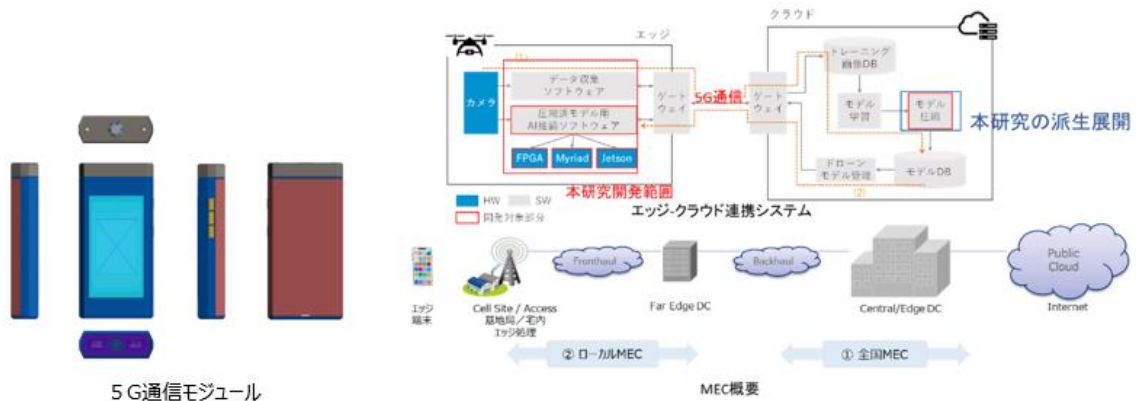 エッジ
クラウド
(1)
カメラ
データ収集
ソフトウェア
圧縮済モデル用
AI推論ソフトウェア
FPGA
Myriad
Jetson
ゲート
ウェイ
5G通信
ゲート
ウェイ
トレーニング
画像DB
モデル
学習
モデル
圧縮
本研究の派生展開
ドローン
モデル管理
モデルDB
(2)
本研究開発範囲
HW
SW
開発対象部分
エッジ-クラウド連携システム
エッジ
端末
Cell Site / Access
基地局／宅内
エッジ処理
Fronthaul
Far Edge DC
Backhaul
Central/Edge DC
Public
Cloud
Internet
② ローカルMEC
① 全国MEC
MEC概要
5G通信モジュール